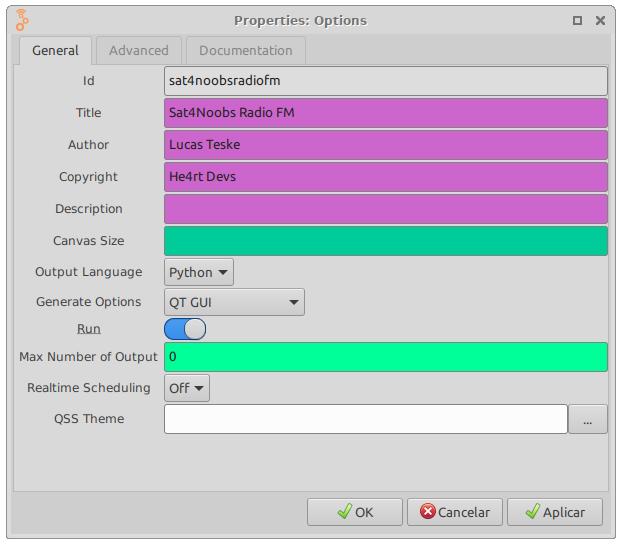 Properties: Options
General Advanced Documentation
Id sat4noobsradiofm
Title Sat4Noobs Radio FM
Author Lucas Teske
Copyright He4rt Devs
Description
Canvas Size
Output Language Python
Generate Options QT GUI
Run
Max Number of Output 0
Realtime Scheduling Off
QSS Theme ...
OK Cancelar Aplicar